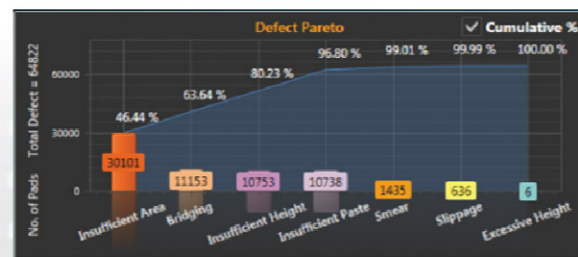 Defect Pareto
Cumulative %
No. of Pads Total Defect = 64822
60000
30000
0
46.44 %
63.64 %
80.23 %
96.80 %
99.01 %
99.99 %
100.00 %
30101
11153
10753
10738
1435
636
6
Insufficient Area
Bridging
Insufficient Height
Insufficient Paste
Smear
Slippage
Excessive Height